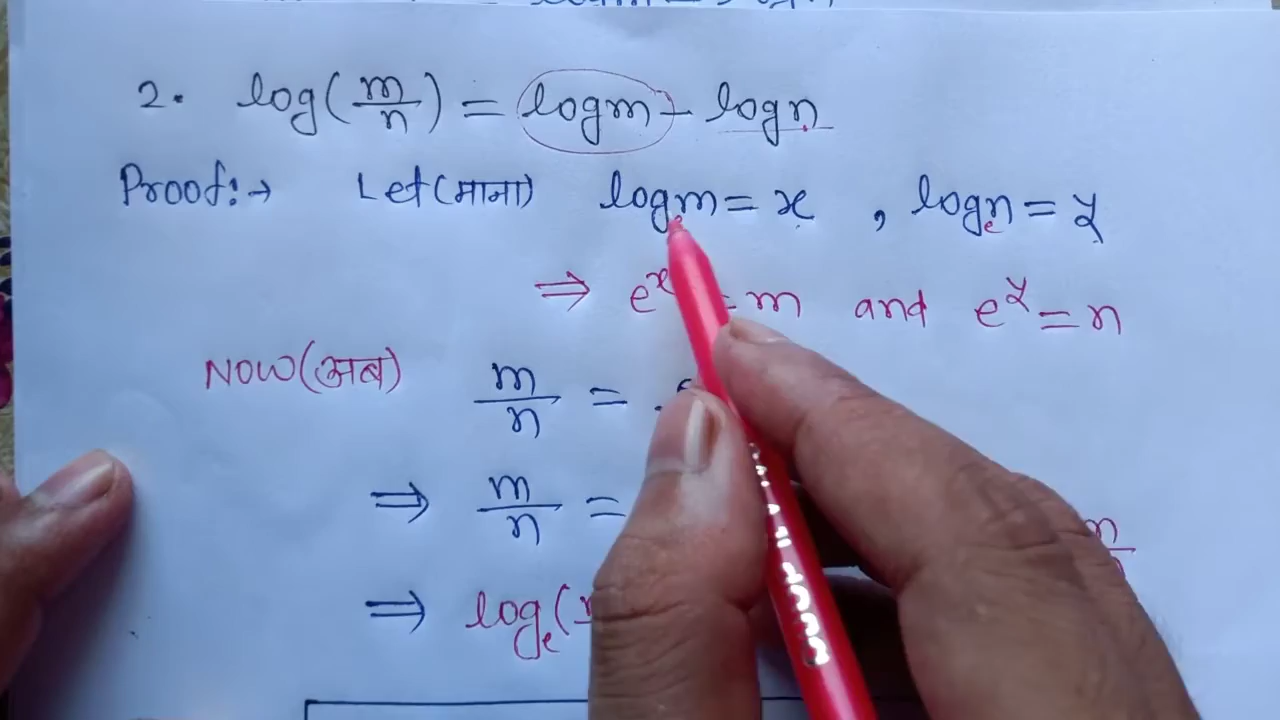 2. log(m/n) = logm - logn
Proof:→ Let(माना) logm = x , logₑn = y
⇒ eˣ = m and eʸ = n
NOW(अब) m/n =
⇒ m/n =
⇒ logₑ(